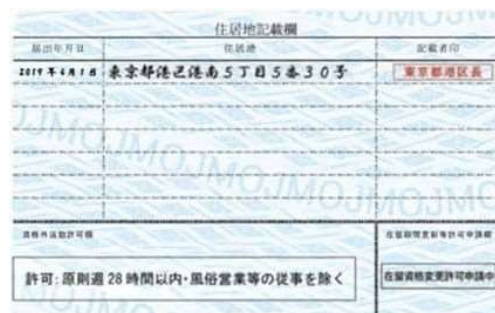 住居地記載欄
届出年月日 住居地 記載者印
2019年4月1日 東京都港区港南5丁目5番30号 東京都港区長
MOJMOJMOJMOJMOJMOJ
資格外活動許可欄 在留期間更新等許可申請欄
許可:原則週28時間以内・風俗営業等の従事を除く 在留資格変更許可申請中